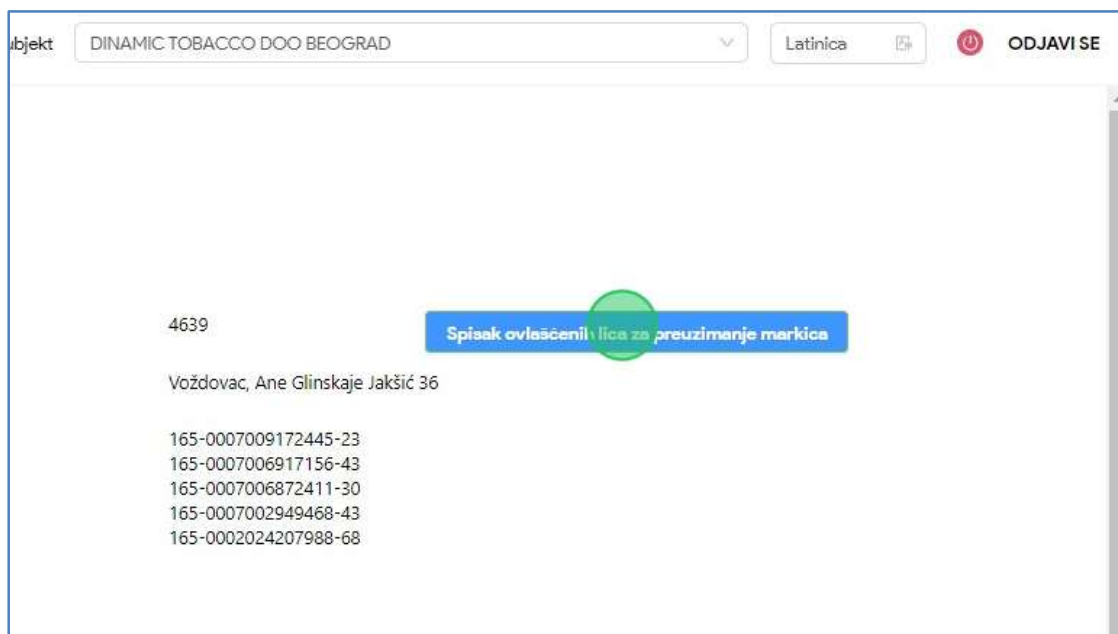 ubjekt DINAMIC TOBACCO DOO BEOGRAD Latinica ODJAVI SE
4639 Spisak ovlašćenih lica za preuzimanje markica
Voždovac, Ane Glinskaje Jakšić 36
165-0007009172445-23
165-0007006917156-43
165-0007006872411-30
165-0007002949468-43
165-0002024207988-68